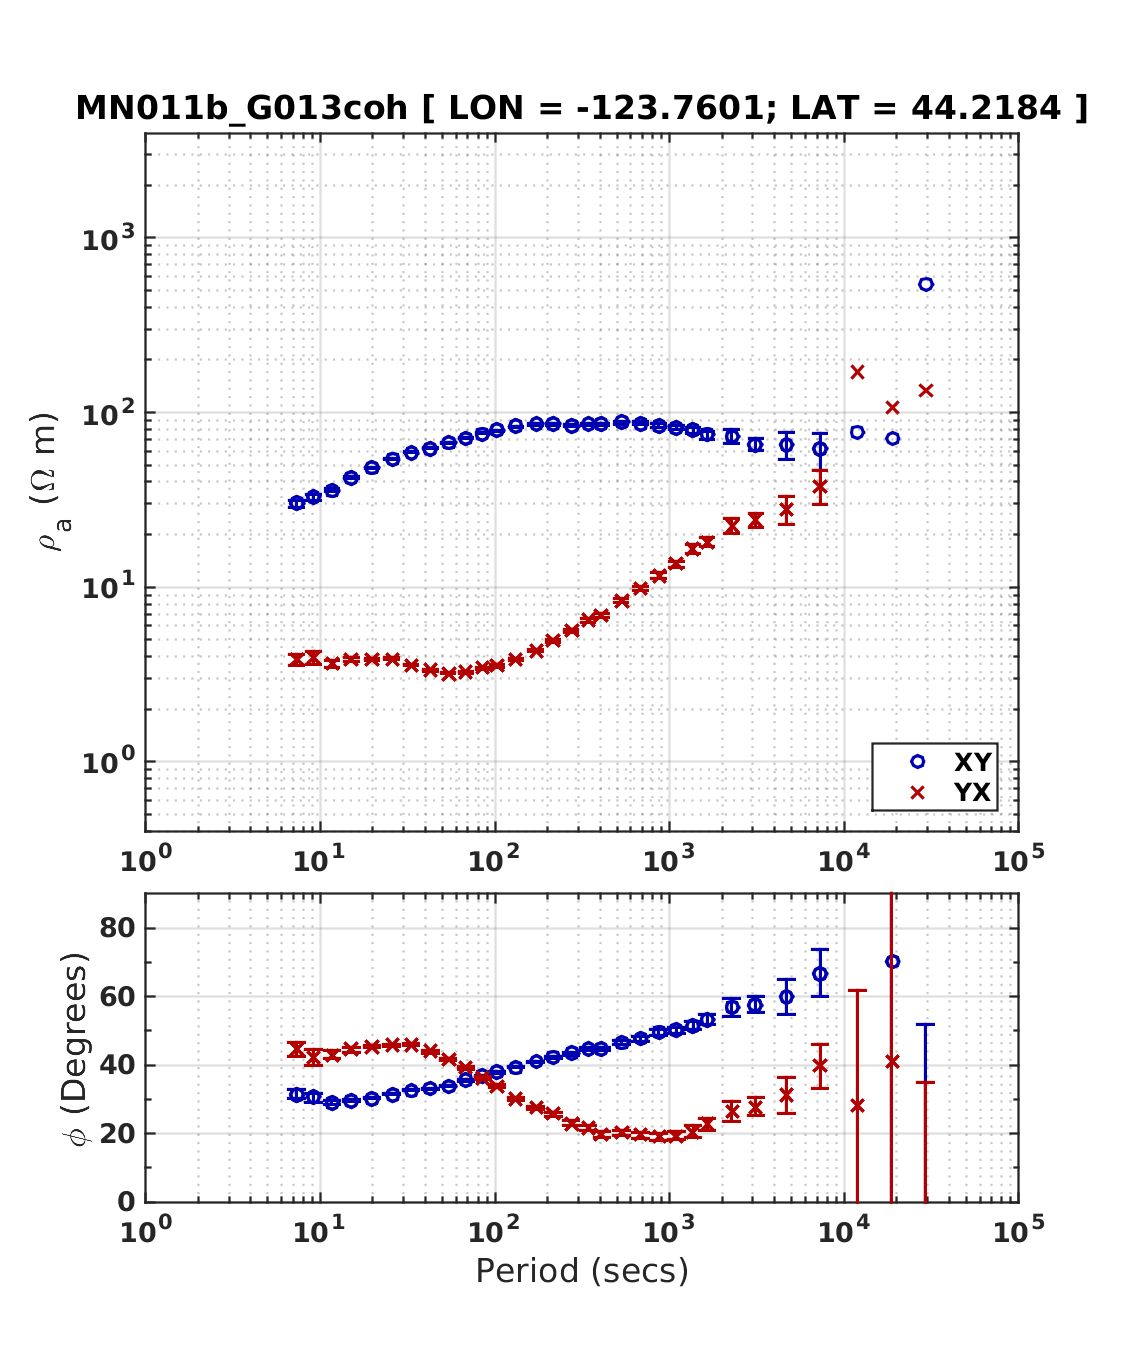 MN011b_G013coh [ LON = -123.7601; LAT = 44.2184 ]
10³
10²
10¹
10⁰
ρₐ (Ω m)
XY
YX
10⁰ 10¹ 10² 10³ 10⁴ 10⁵
80
60
40
20
0
ϕ (Degrees)
10⁰ 10¹ 10² 10³ 10⁴ 10⁵
Period (secs)